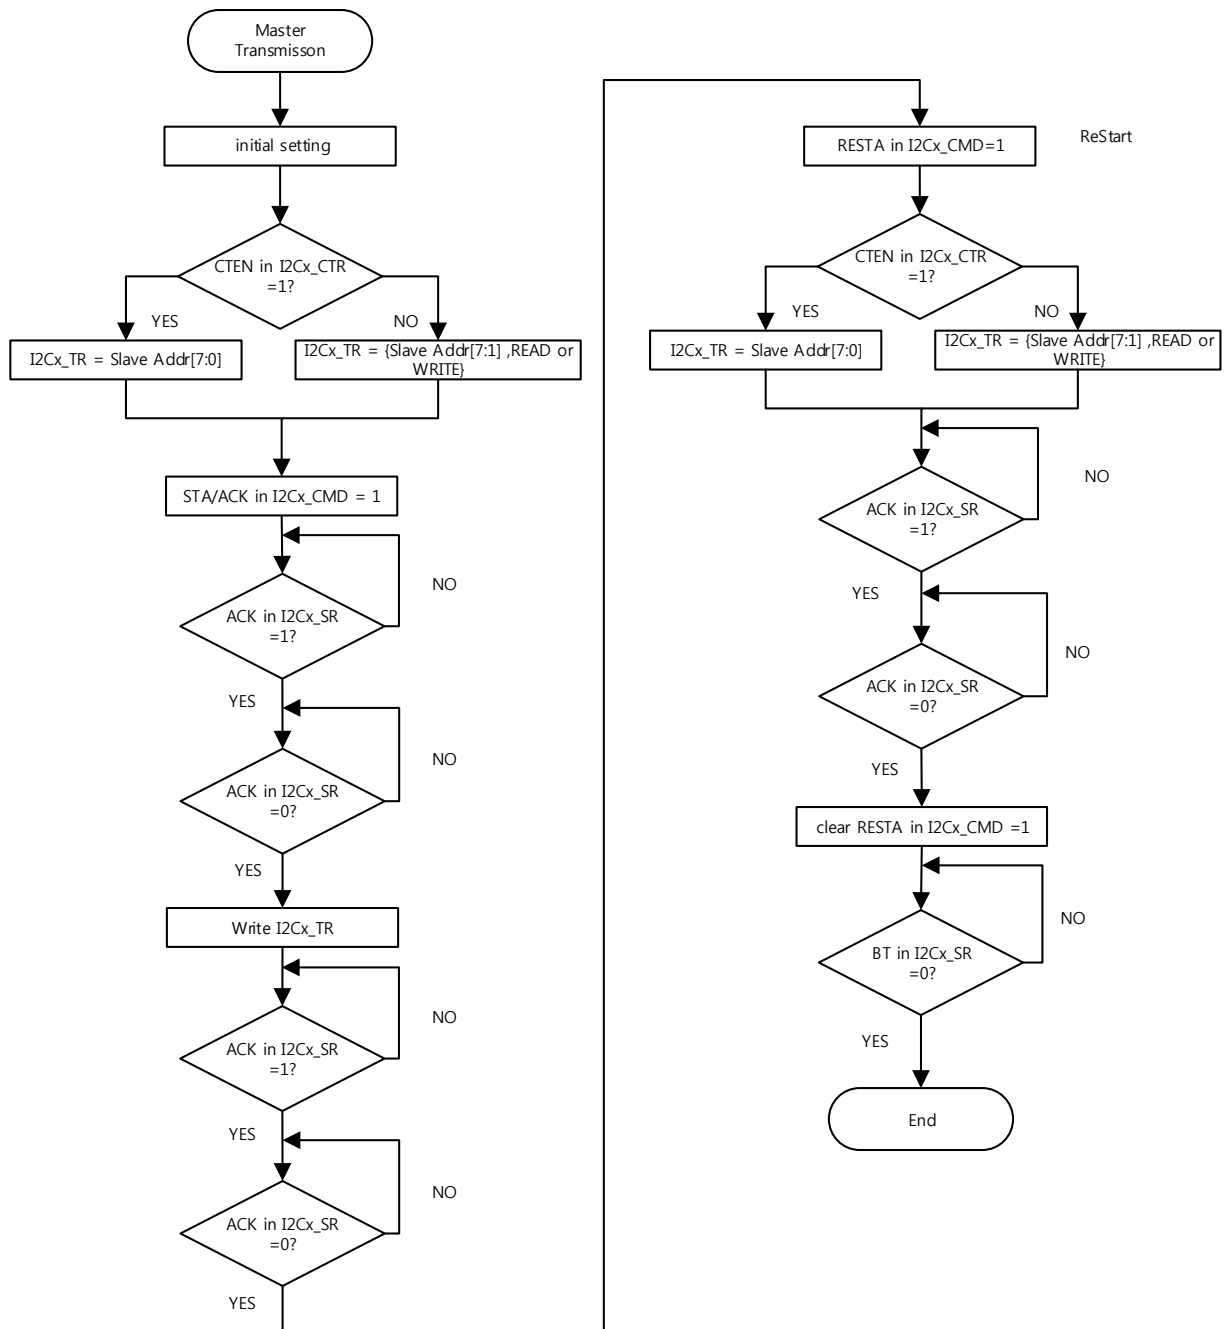 Master
Transmisson
initial setting
CTEN in I2Cx_CTR
=1?
YES
NO
I2Cx_TR = Slave Addr[7:0]
I2Cx_TR = {Slave Addr[7:1] ,READ or
WRITE}
STA/ACK in I2Cx_CMD = 1
ACK in I2Cx_SR
=1?
NO
YES
ACK in I2Cx_SR
=0?
NO
YES
Write I2Cx_TR
ACK in I2Cx_SR
=1?
NO
YES
ACK in I2Cx_SR
=0?
NO
YES
RESTA in I2Cx_CMD=1
ReStart
CTEN in I2Cx_CTR
=1?
YES
NO
I2Cx_TR = Slave Addr[7:0]
I2Cx_TR = {Slave Addr[7:1] ,READ or
WRITE}
ACK in I2Cx_SR
=1?
NO
YES
ACK in I2Cx_SR
=0?
NO
YES
clear RESTA in I2Cx_CMD =1
BT in I2Cx_SR
=0?
NO
YES
End